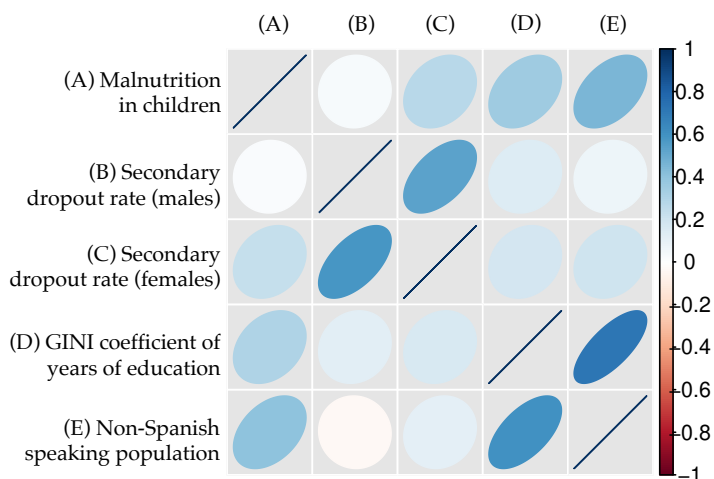 (A) (B) (C) (D) (E)
(A) Malnutrition
in children
(B) Secondary
dropout rate (males)
(C) Secondary
dropout rate (females)
(D) GINI coefficient of
years of education
(E) Non-Spanish
speaking population
1
0.8
0.6
0.4
0.2
0
-0.2
-0.4
-0.6
-0.8
-1